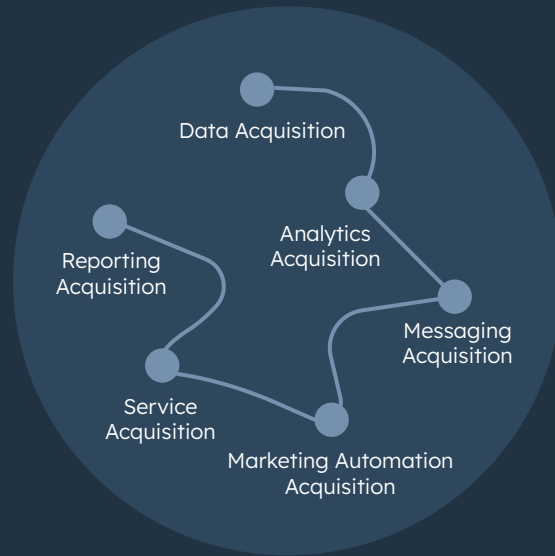 Data Acquisition
Analytics
Acquisition
Reporting
Acquisition
Messaging
Acquisition
Service
Acquisition
Marketing Automation
Acquisition